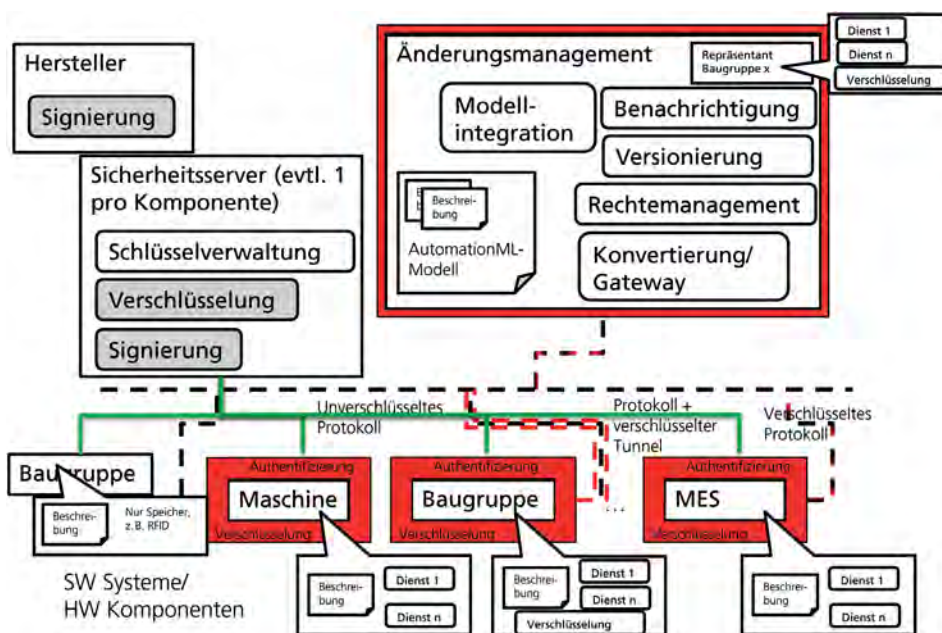 Hersteller
Signierung
Sicherheitsserver (evtl. 1
pro Komponente)
Schlüsselverwaltung
Verschlüsselung
Signierung
Änderungsmanagement
Repräsentant
Baugruppe x
Dienst 1
Dienst n
Verschlüsselung
Modell-
integration
Benachrichtigung
Versionierung
Rechtemanagement
Konvertierung/
Gateway
Beschrei-
bung
AutomationML-
Modell
Unverschlüsseltes
Protokoll
Protokoll +
verschlüsselter
Tunnel
Verschlüsseltes
Protokoll
Baugruppe
Beschrei-
bung
Nur Speicher,
z.B. RFID
Authentifizierung
Maschine
Verschlüsselung
Authentifizierung
Baugruppe
Verschlüsselung
...
Authentifizierung
MES
Verschlüsselung
SW Systeme/
HW Komponenten
Beschrei-
bung
Dienst 1
Dienst n
Beschrei-
bung
Dienst 1
Dienst n
Verschlüsselung
Beschrei-
bung
Dienst 1
Dienst n